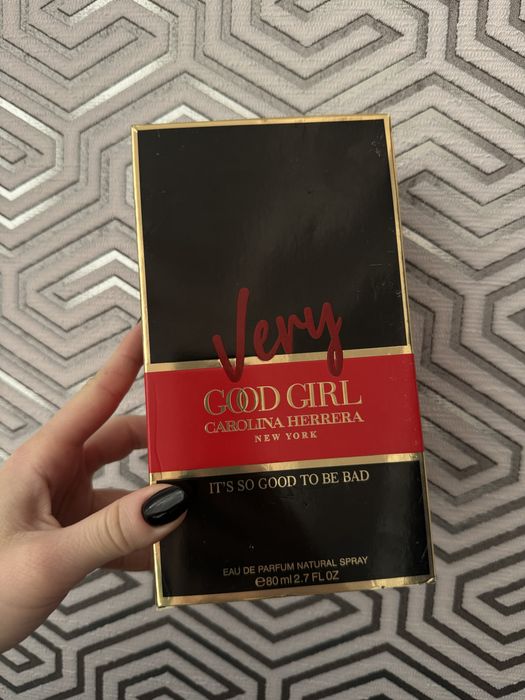 Very
GOOD GIRL
CAROLINA HERRERA
NEW YORK
IT'S SO GOOD TO BE BAD
EAU DE PARFUM NATURAL SPRAY
℮80 ml 2.7 FL OZ